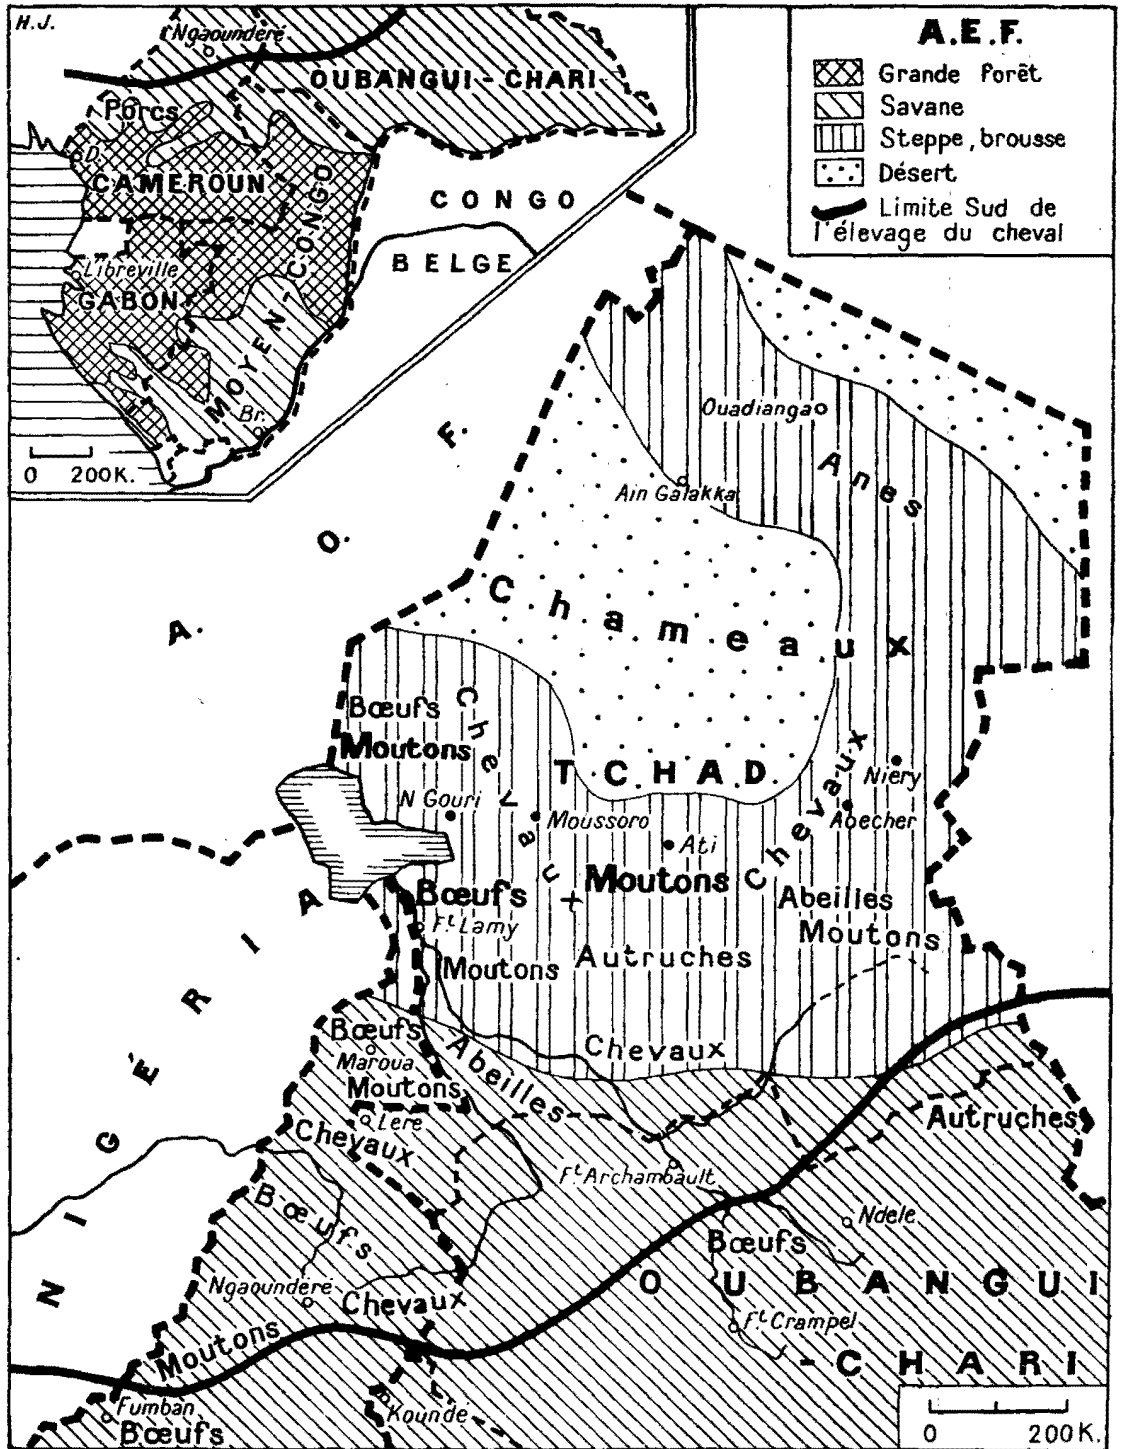 H.J.
Ngaoundéré
OUBANGUI-CHARI
Porcs
D.
CAMEROUN
CONGO
BELGE
Libreville
GABON
MOYEN-CONGO
Br.
0 200K.
A.E.F.
Grande forêt
Savane
Steppe, brousse
Désert
Limite Sud de
l'élevage du cheval
A. O. F.
Ouadianga
Anes
Ain Galakka
Chameaux
Bœufs
Moutons
Chevaux
TCHAD
Chevaux
Niery
N Gouri
Moussoro
Abecher
Ati
Moutons
Bœufs
Abeilles
Moutons
Ft Lamy
Moutons
Autruches
NIGÉRIA
Bœufs
Maroua
Moutons
Abeilles
Chevaux
Lere
Chevaux
Autruches
Ft Archambault
Bœufs
Ndele
Bœufs
OUBANGUI
-CHARI
Ngaoundéré
Chevaux
Ft Crampel
Moutons
Fumban
Bœufs
Kounde
0 200K.